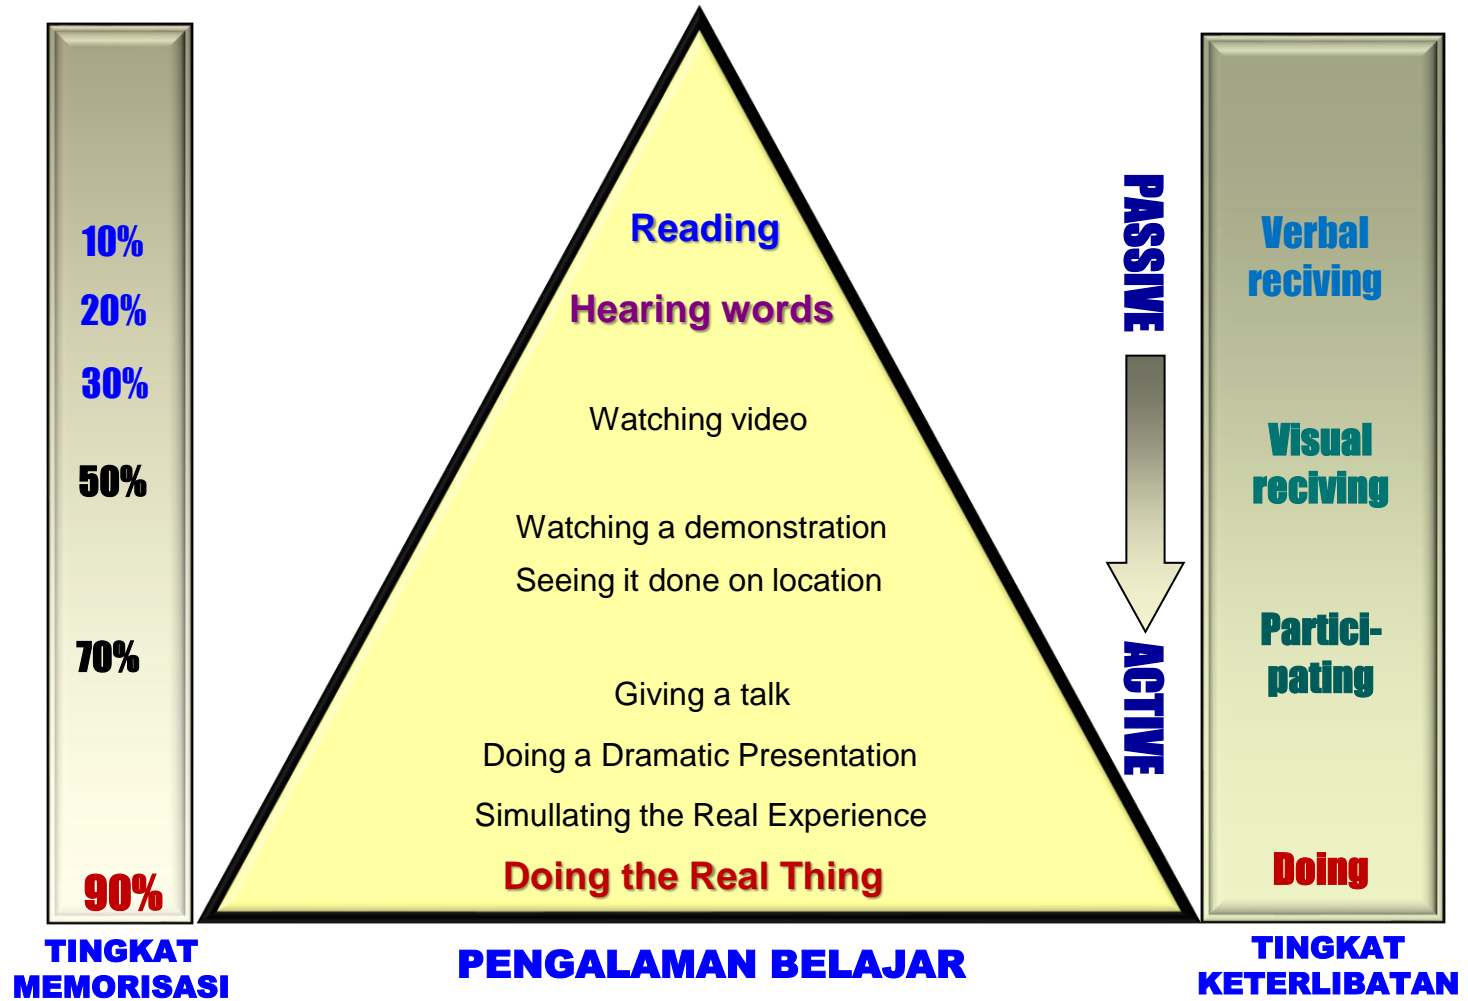 10%
20%
30%
50%
70%
90%
TINGKAT
MEMORISASI
Reading
Hearing words
Watching video
Watching a demonstration
Seeing it done on location
Giving a talk
Doing a Dramatic Presentation
Simullating the Real Experience
Doing the Real Thing
PENGALAMAN BELAJAR
PASSIVE
ACTIVE
Verbal
reciving
Visual
reciving
Partici-
pating
Doing
TINGKAT
KETERLIBATAN